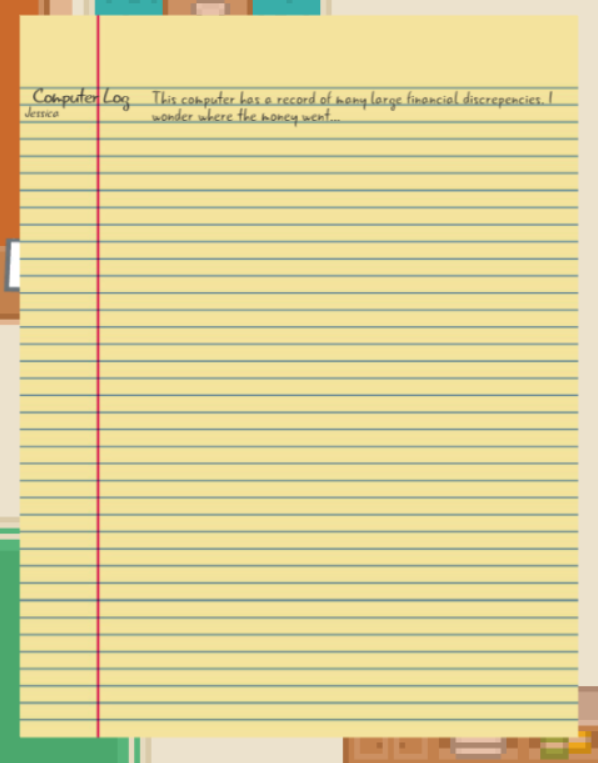 Computer Log
Jessica
This computer has a record of many large financial discrepencies. I
wonder where the money went...